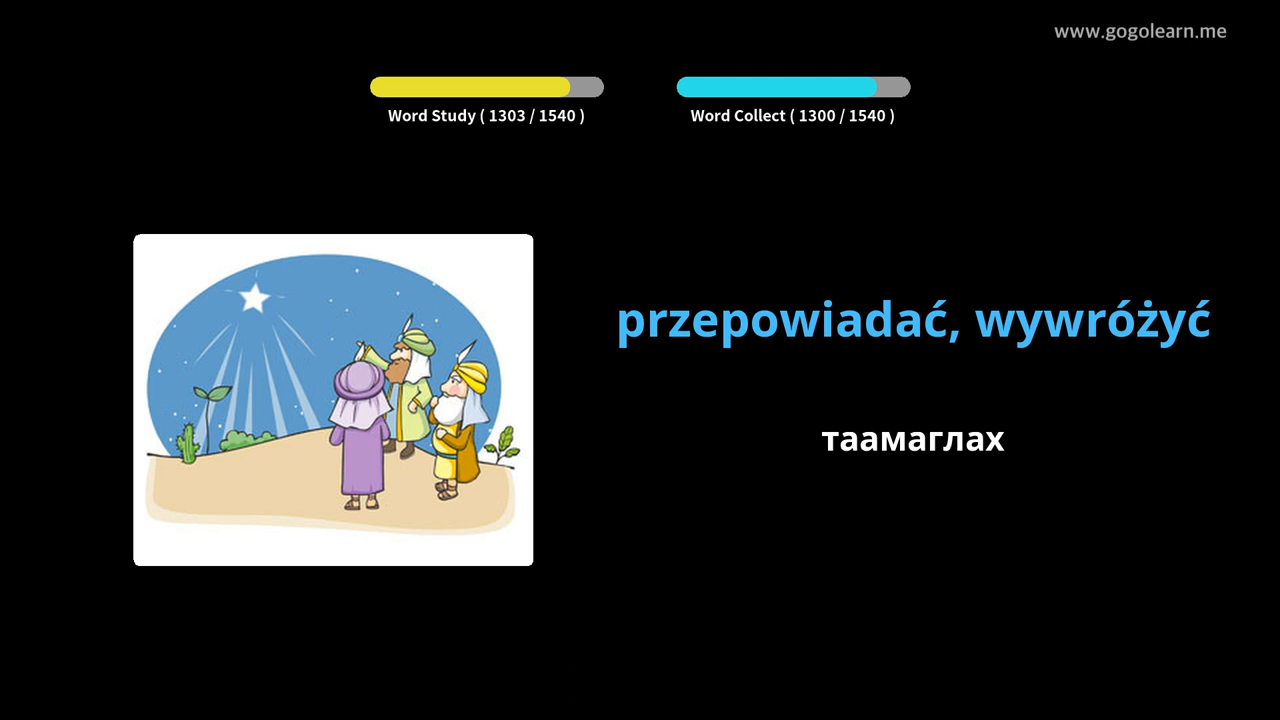 www.gogolearn.me
Word Study ( 1303 / 1540 )
Word Collect ( 1300 / 1540 )
przepowiadać, wywróżyć
таамаглах